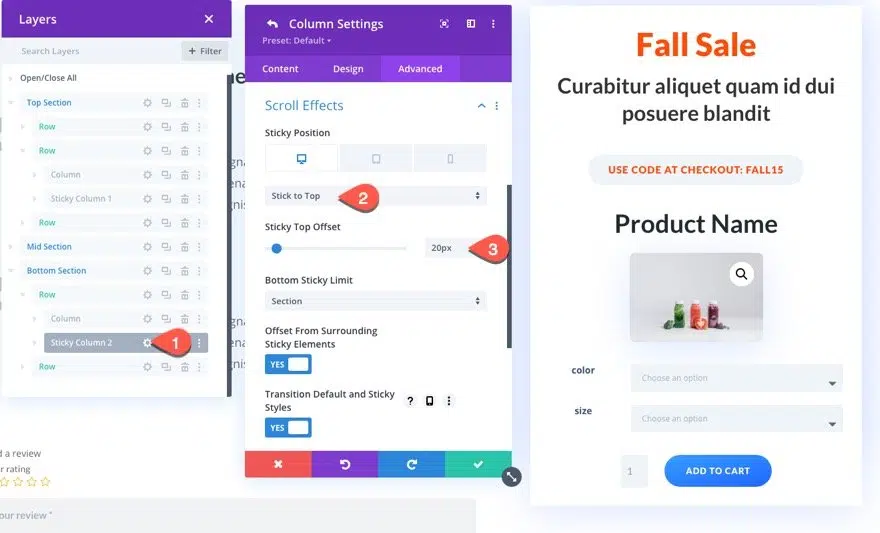 Layers
Search Layers
+ Filter
Open/Close All
Top Section
Row
Row
Column
Sticky Column 1
Row
Mid Section
Bottom Section
Row
Column
Sticky Column 2
1
Row
d a review
r rating
our review *
Column Settings
Preset: Default
Content
Design
Advanced
Scroll Effects
Sticky Position
Stick to Top
2
Sticky Top Offset
20px
3
Bottom Sticky Limit
Section
Offset From Surrounding
Sticky Elements
YES
Transition Default and Sticky
Styles
?
YES
Fall Sale
Curabitur aliquet quam id dui
posuere blandit
USE CODE AT CHECKOUT: FALL15
Product Name
color
Choose an option
size
Choose an option
1
ADD TO CART